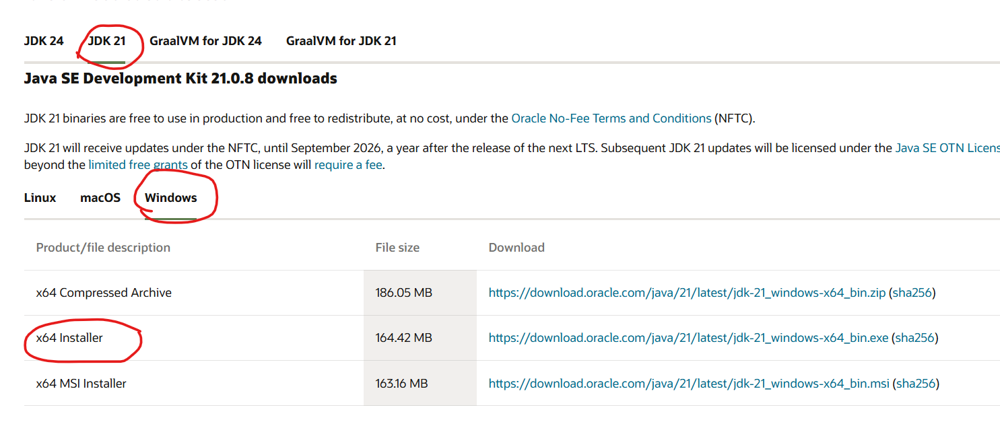 JDK 24 JDK 21 GraalVM for JDK 24 GraalVM for JDK 21
Java SE Development Kit 21.0.8 downloads
JDK 21 binaries are free to use in production and free to redistribute, at no cost, under the Oracle No-Fee Terms and Conditions (NFTC).
JDK 21 will receive updates under the NFTC, until September 2026, a year after the release of the next LTS. Subsequent JDK 21 updates will be licensed under the Java SE OTN Licens
beyond the limited free grants of the OTN license will require a fee.
Linux macOS Windows
Product/file description File size Download
x64 Compressed Archive 186.05 MB https://download.oracle.com/java/21/latest/jdk-21_windows-x64_bin.zip (sha256)
x64 Installer 164.42 MB https://download.oracle.com/java/21/latest/jdk-21_windows-x64_bin.exe (sha256)
x64 MSI Installer 163.16 MB https://download.oracle.com/java/21/latest/jdk-21_windows-x64_bin.msi (sha256)